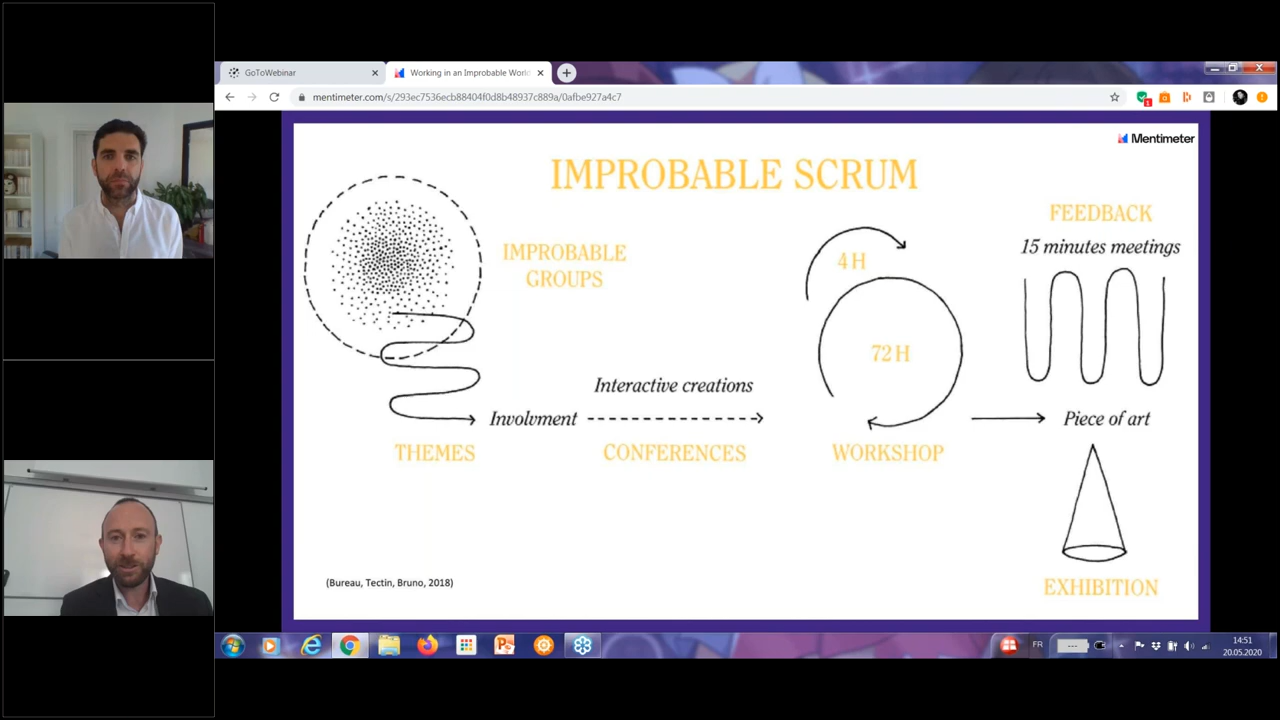 GoToWebinar
Working in an Improbable World
mentimeter.com/s/293ec7536ecb88404f0d8b48937c889a/0afbe927a4c7
1
Mentimeter
IMPROBABLE SCRUM
IMPROBABLE
GROUPS
4 H
72 H
FEEDBACK
15 minutes meetings
Interactive creations
Involvment
Piece of art
THEMES
CONFERENCES
WORKSHOP
EXHIBITION
(Bureau, Tectin, Bruno, 2018)
FR
14:51
20.05.2020